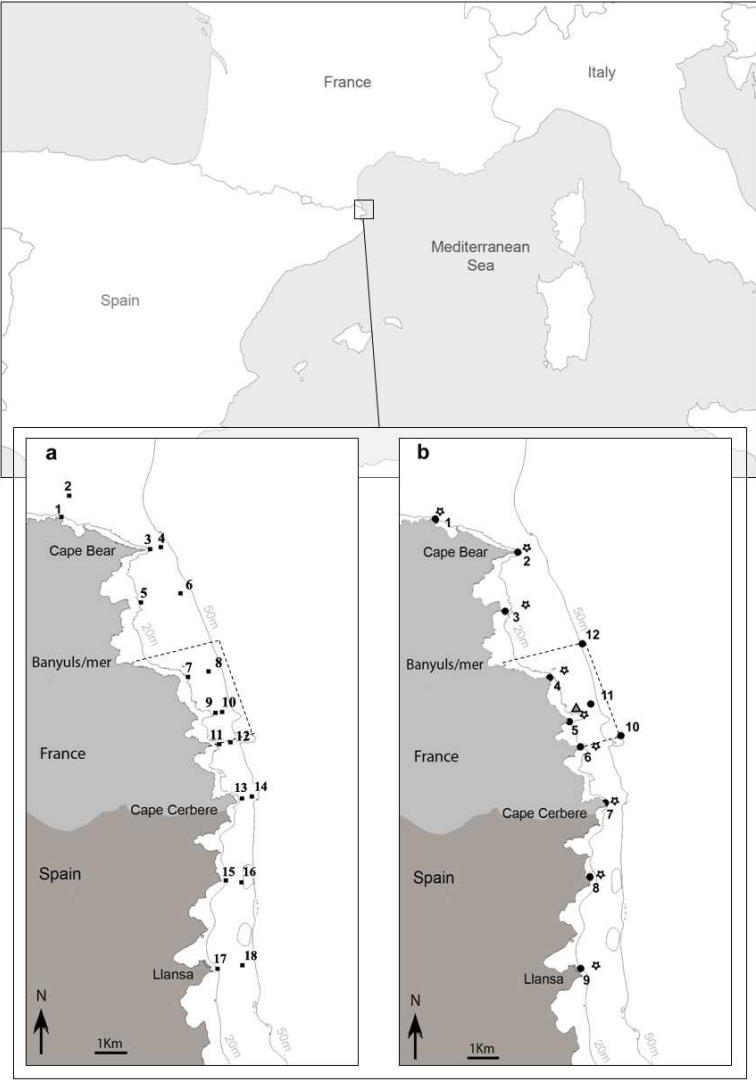 France
Italy
Mediterranean
Sea
Spain
a
2
1
Cape Bear
3 4
5
6
50m
20m
Banyuls/mer
7
8
9 10
11 12
France
13 14
Cape Cerbere
Spain
15 16
17 18
Llansa
N
1Km
20m
50m
b
1
Cape Bear
2
3
50m
20m
12
Banyuls/mer
4
11
5
10
6
France
Cape Cerbere
7
Spain
8
Llansa
9
N
1Km
20m
50m